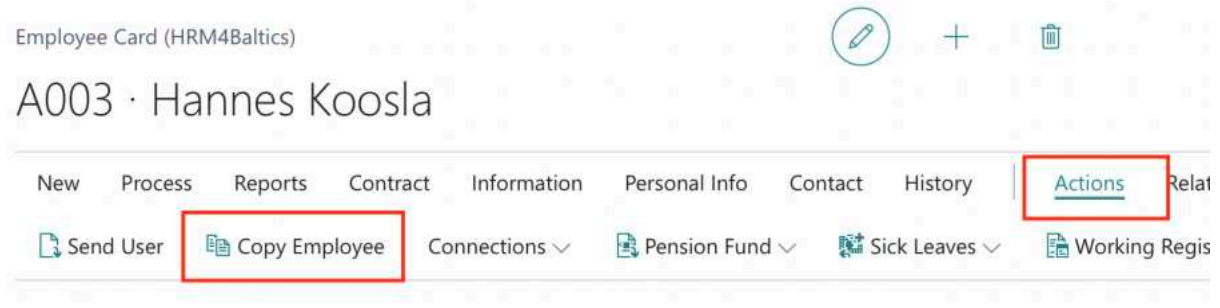 Employee Card (HRM4Baltics)
A003 · Hannes Koosla
New Process Reports Contract Information Personal Info Contact History Actions
Send User Copy Employee Connections Pension Fund Sick Leaves Working